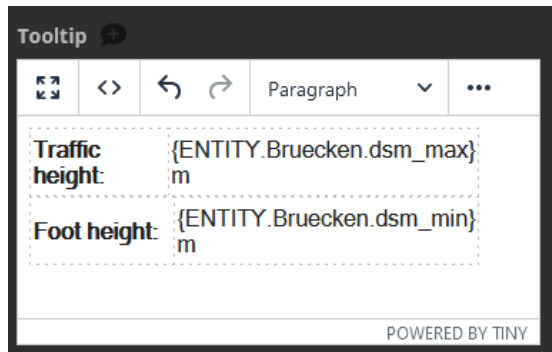 Tooltip
Paragraph
Traffic {ENTITY.Bruecken.dsm_max}
height: m
Foot height: {ENTITY.Bruecken.dsm_min}
m
POWERED BY TINY